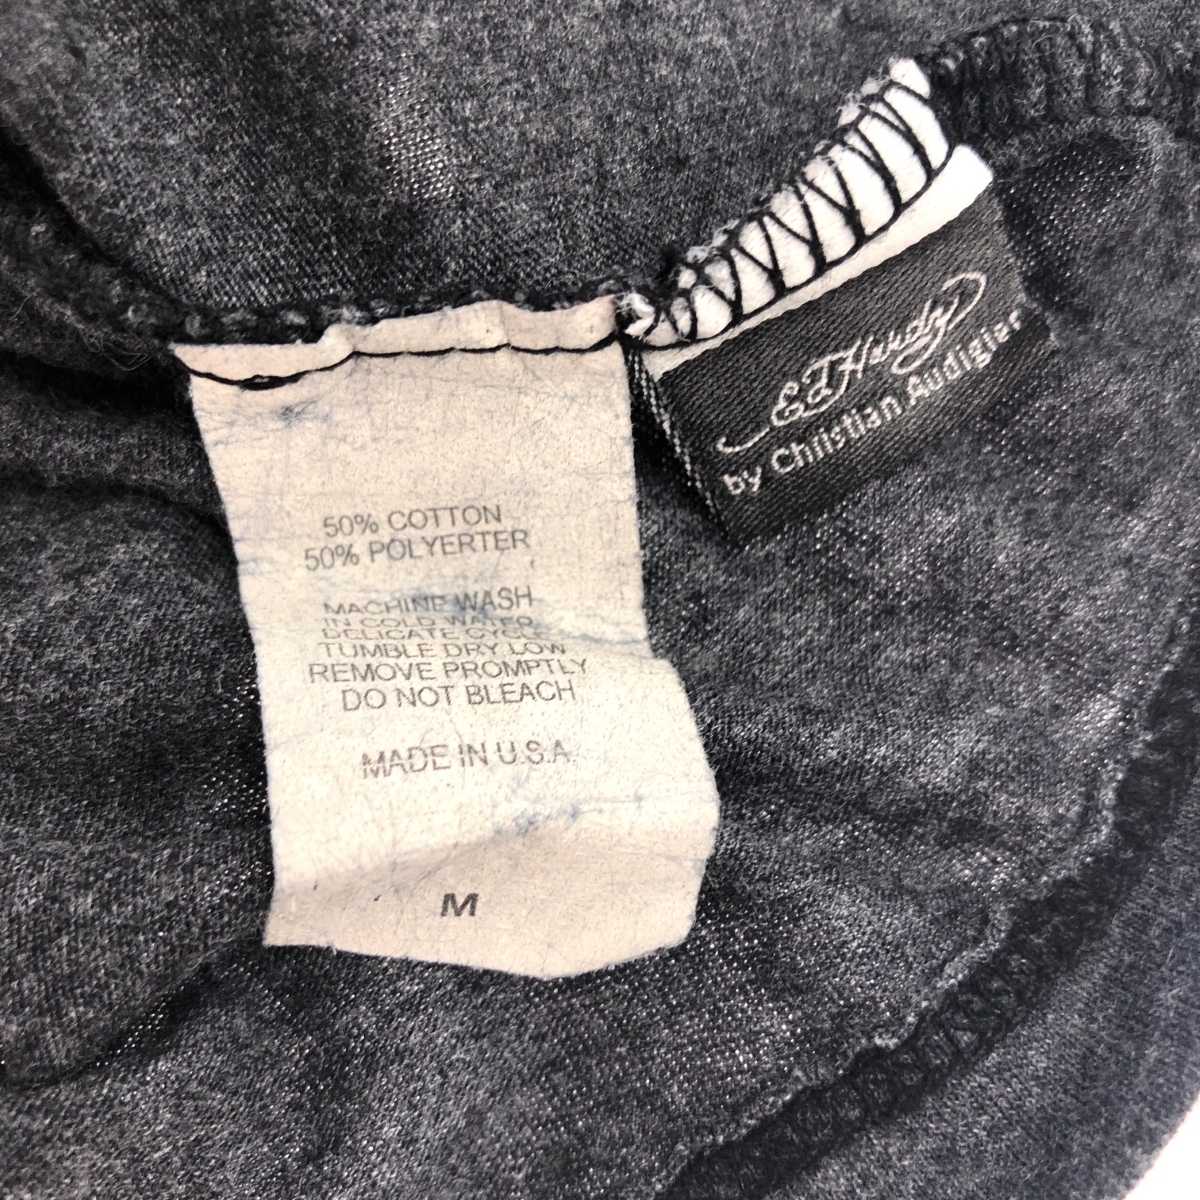 50% COTTON
50% POLYERTER
MACHINE WASH
IN COLD WATER
DELICATE CYCLE
TUMBLE DRY LOW
REMOVE PROMPTLY
DO NOT BLEACH
MADE IN U.S.A.
M
Ed Hardy
by Christian Audigier